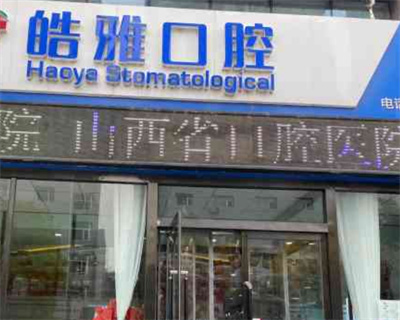 皓雅口腔
Haoya Stomatological
电话
院 山西省口腔医院